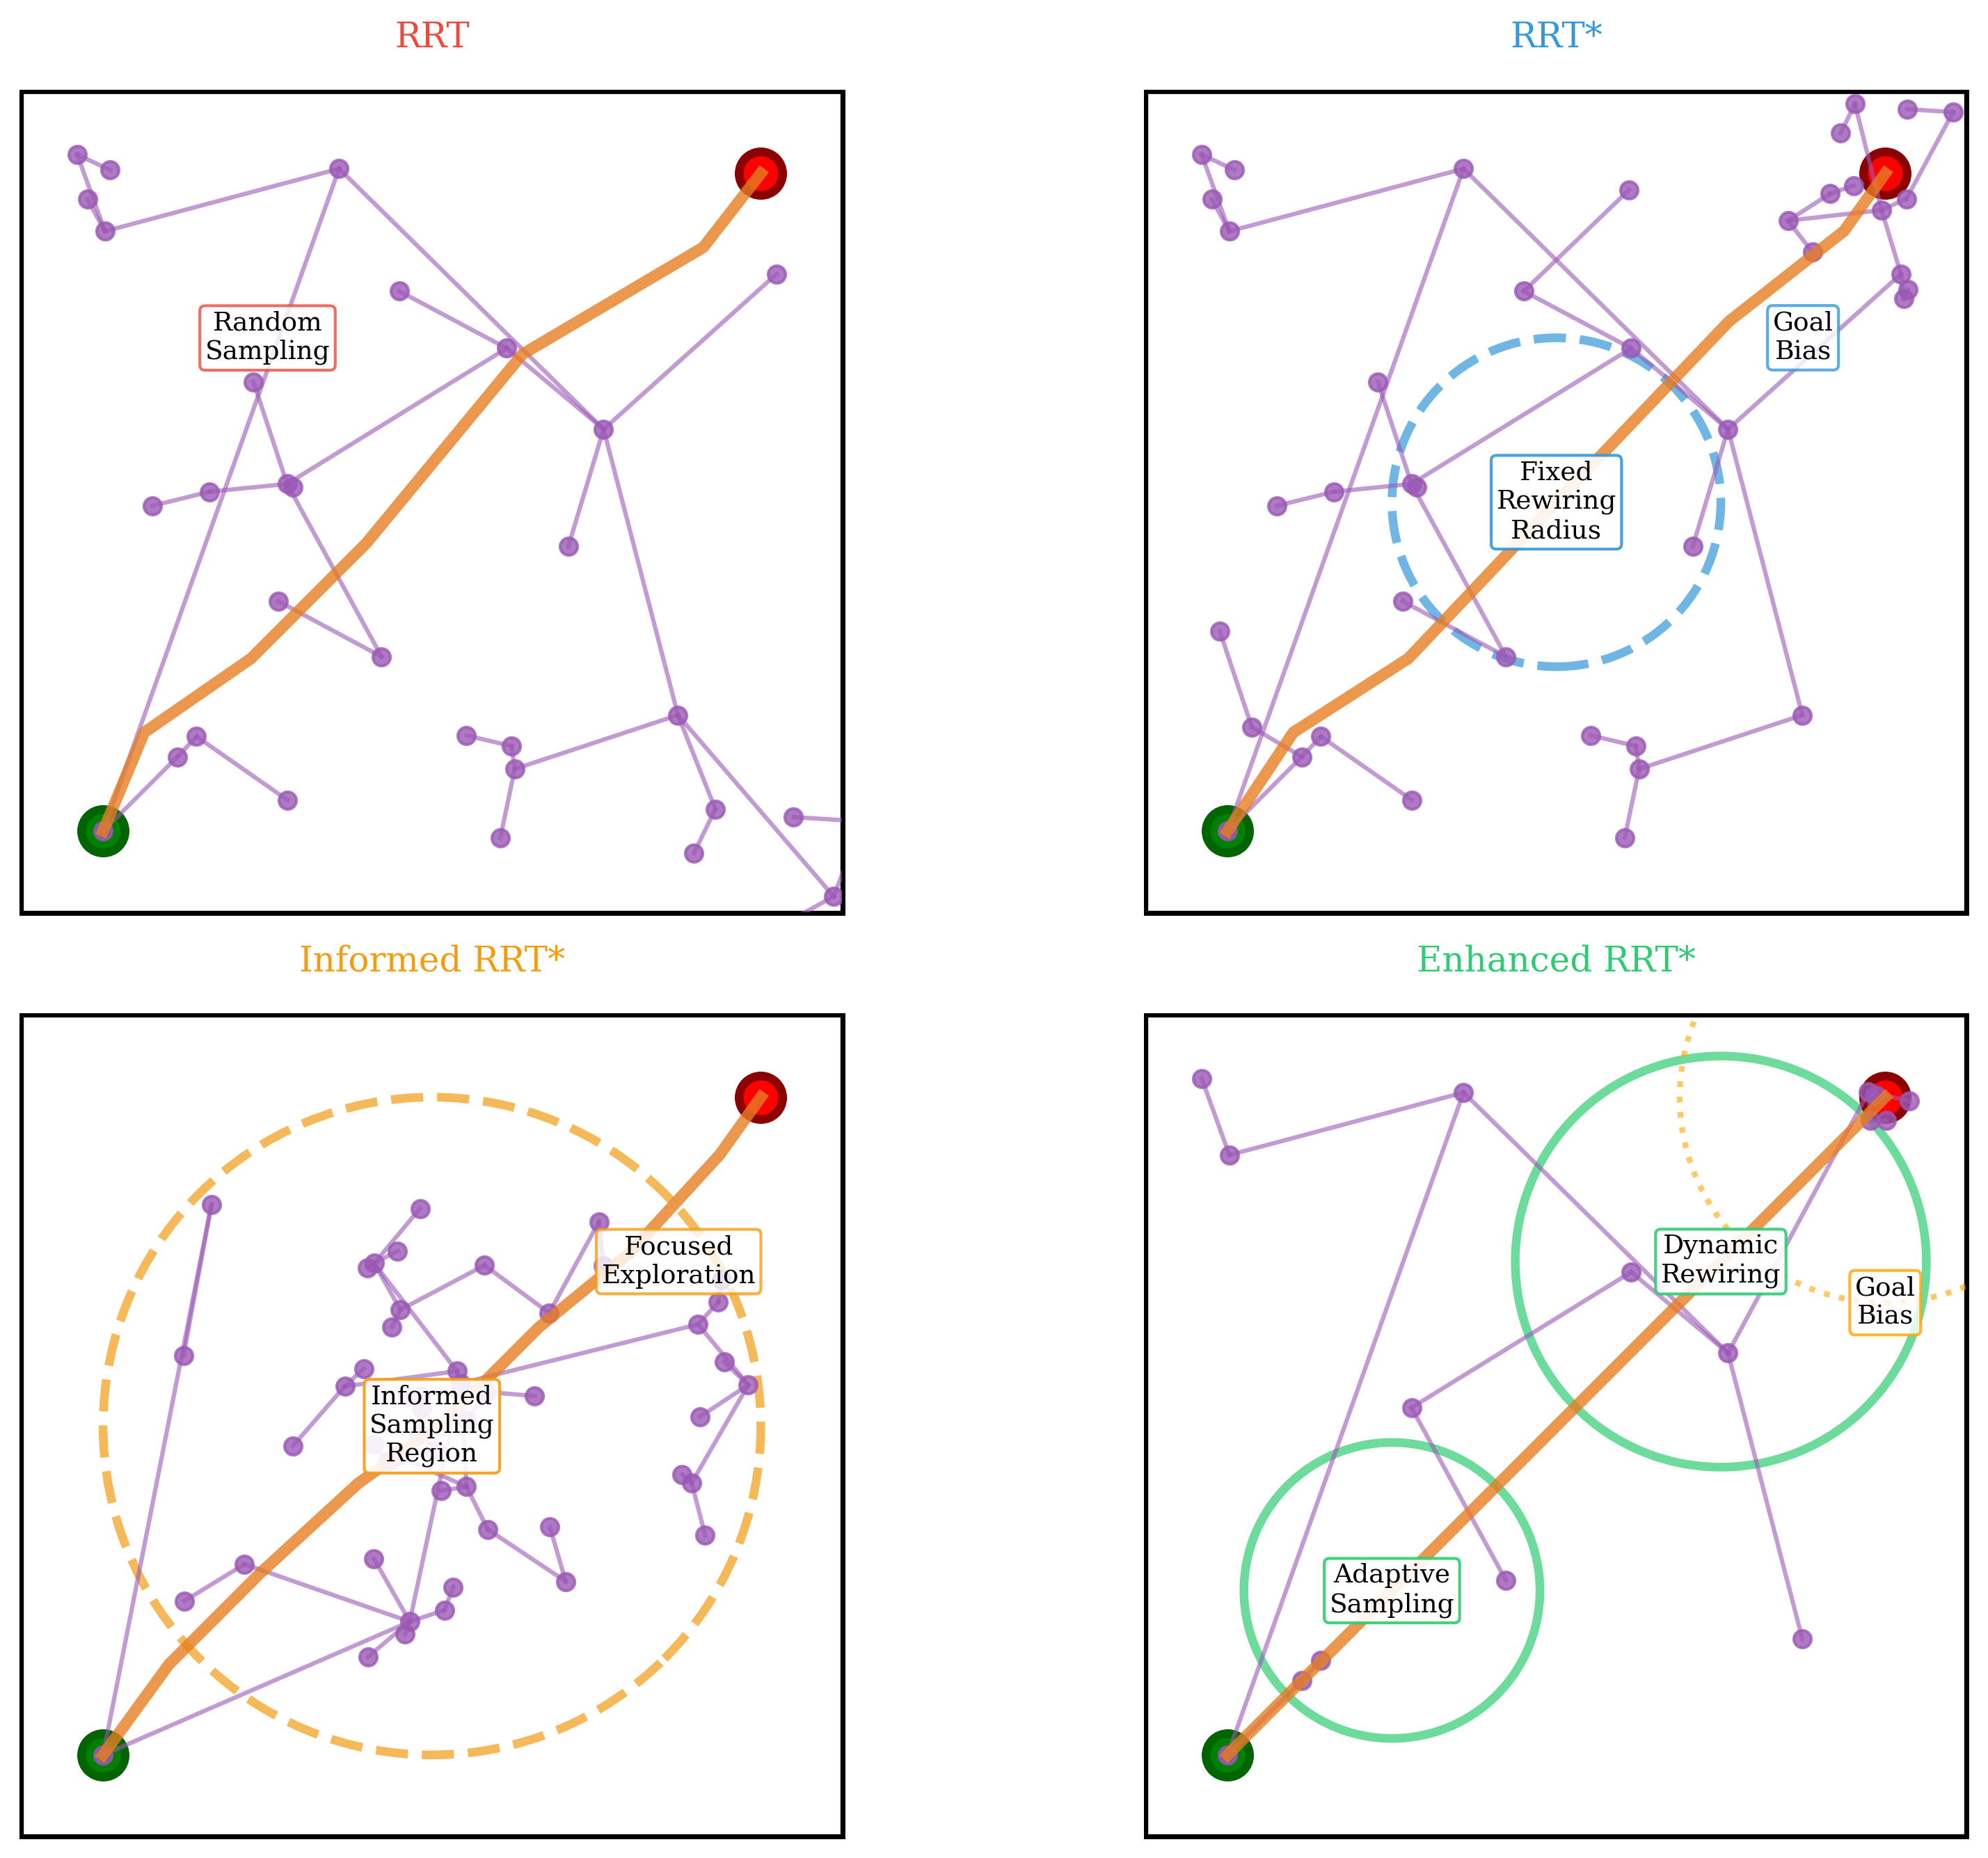 RRT
RRT*
Random
Sampling
Goal
Bias
Fixed
Rewiring
Radius
Informed RRT*
Enhanced RRT*
Focused
Exploration
Informed
Sampling
Region
Dynamic
Rewiring
Goal
Bias
Adaptive
Sampling